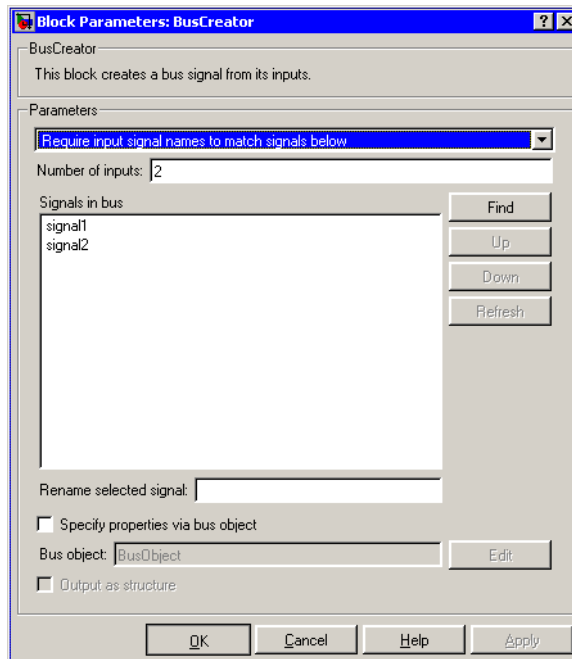 Block Parameters: BusCreator
BusCreator
This block creates a bus signal from its inputs.
Parameters
Require input signal names to match signals below
Number of inputs: 2
Signals in bus
signal1
signal2
Find
Up
Down
Refresh
Rename selected signal:
Specify properties via bus object
Bus object: BusObject
Edit
Output as structure
OK
Cancel
Help
Apply